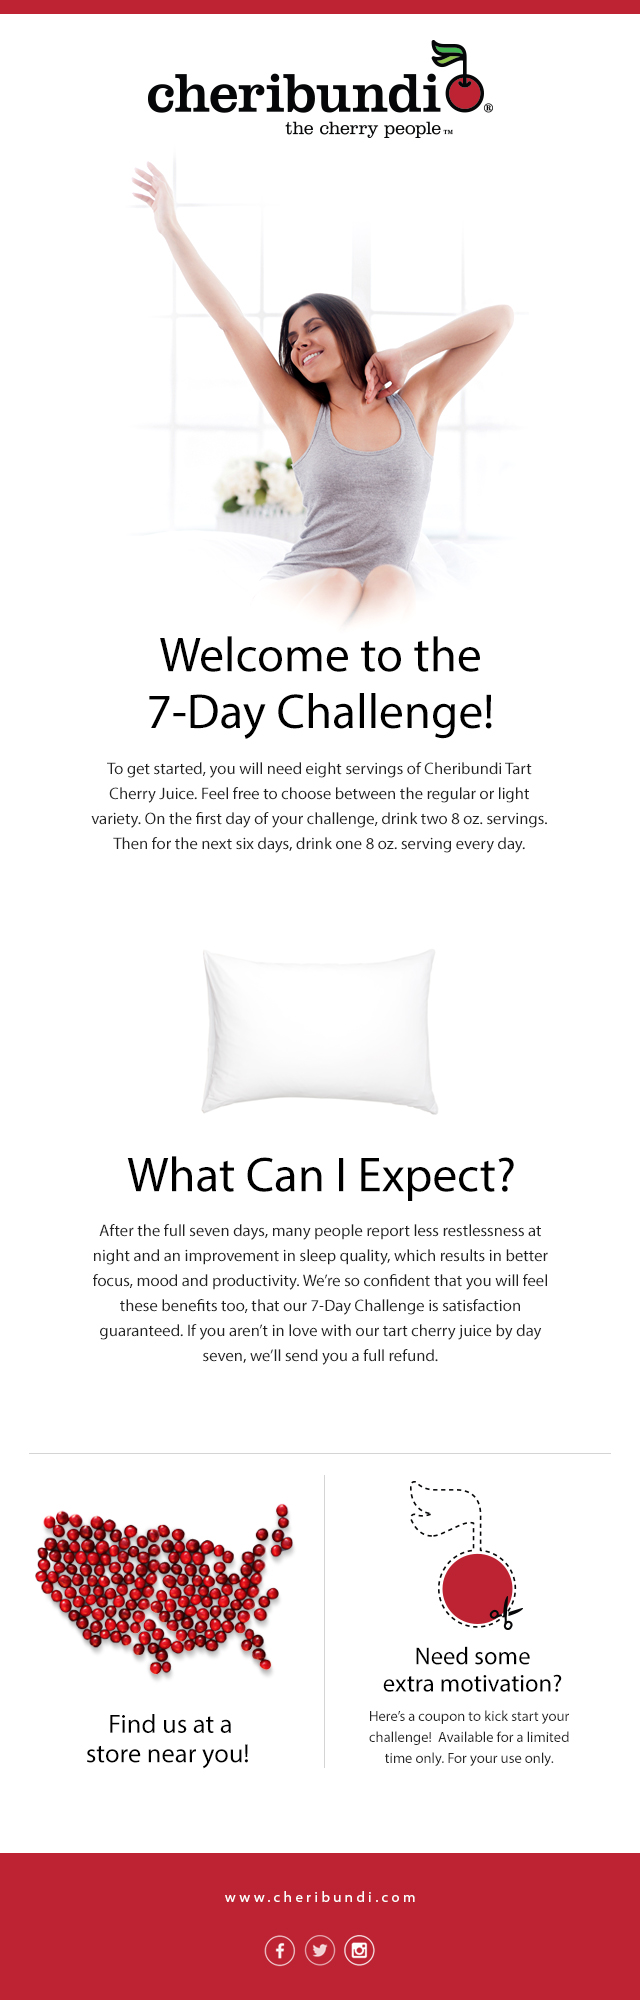 cheribundi®
the cherry people™
Welcome to the
7-Day Challenge!
To get started, you will need eight servings of Cheribundi Tart
Cherry Juice. Feel free to choose between the regular or light
variety. On the first day of your challenge, drink two 8 oz. servings.
Then for the next six days, drink one 8 oz. serving every day.
What Can I Expect?
After the full seven days, many people report less restlessness at
night and an improvement in sleep quality, which results in better
focus, mood and productivity. We're so confident that you will feel
these benefits too, that our 7-Day Challenge is satisfaction
guaranteed. If you aren't in love with our tart cherry juice by day
seven, we'll send you a full refund.
Find us at a
store near you!
Need some
extra motivation?
Here's a coupon to kick start your
challenge!  Available for a limited
time only. For your use only.
www.cheribundi.com